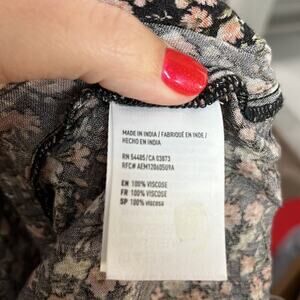 MADE IN INDIA / FABRIQUÉ EN INDE /
HECHO EN INDIA
RN 54485/CA 03873
RFC# AEM120605U9A
EN 100% VISCOSE
FR 100% VISCOSE
SP 100% viscosa